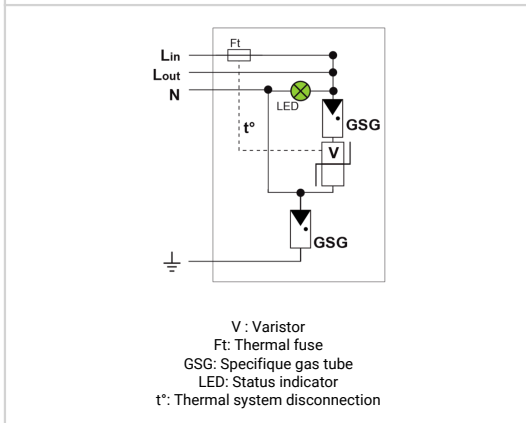 Lin
Ft
Lout
N
LED
GSG
t°
V
GSG
V : Varistor
Ft: Thermal fuse
GSG: Specifique gas tube
LED: Status indicator
t°: Thermal system disconnection